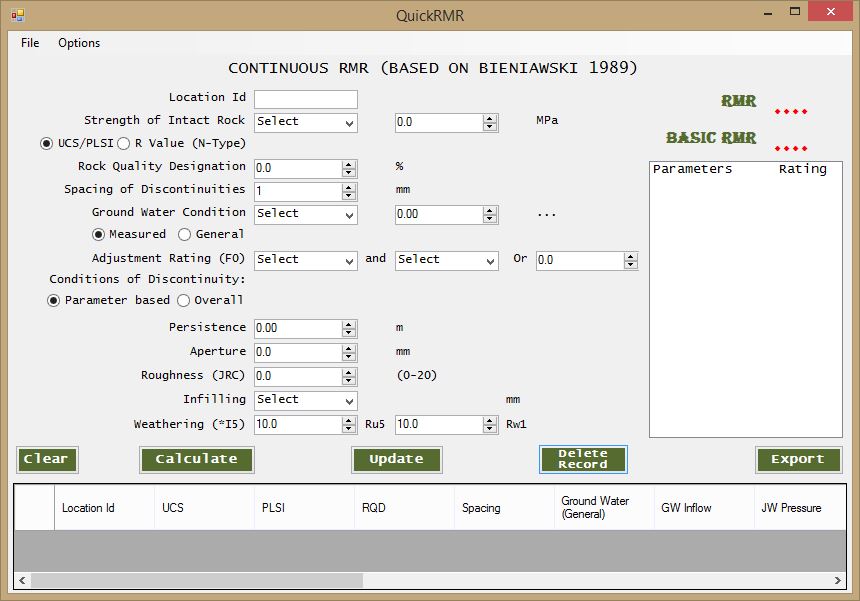 QuickRMR
File Options
CONTINUOUS RMR (BASED ON BIENIAWSKI 1989)
Location Id
RMR ....
Strength of Intact Rock Select 0.0 MPa
UCS/PLSI R Value (N-Type)
BASIC RMR ....
Rock Quality Designation 0.0 %
Parameters Rating
Spacing of Discontinuities 1 mm
Ground Water Condition Select 0.00 ...
Measured General
Adjustment Rating (F0) Select and Select Or 0.0
Conditions of Discontinuity:
Parameter based Overall
Persistence 0.00 m
Aperture 0.0 mm
Roughness (JRC) 0.0 (0-20)
Infilling Select mm
Weathering (*I5) 10.0 Ru5 10.0 Rw1
Clear Calculate Update Delete Record Export
Location Id UCS PLSI RQD Spacing Ground Water (General) GW Inflow JW Pressure